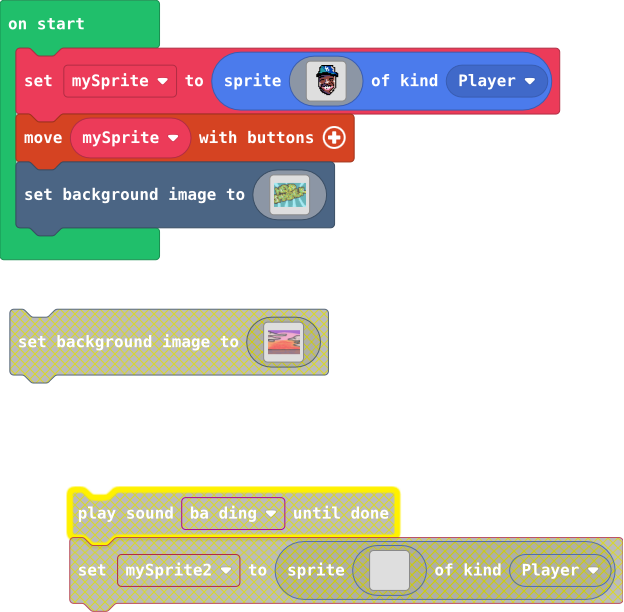 on start
set mySprite to sprite of kind Player
move mySprite with buttons
set background image to
set background image to
play sound ba ding until done
set mySprite2 to sprite of kind Player